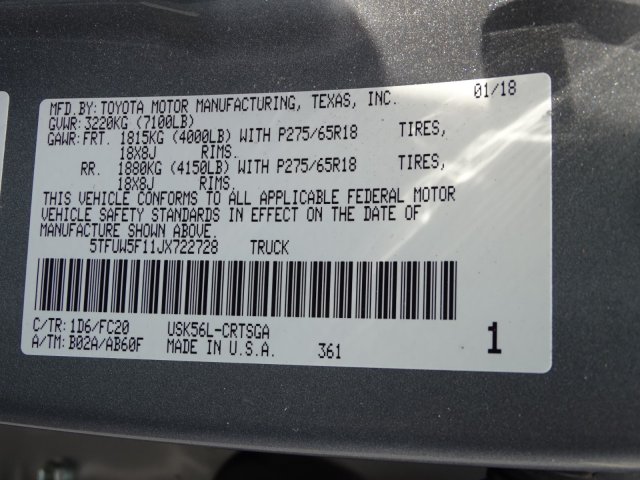 MFD.BY:TOYOTA MOTOR MANUFACTURING, TEXAS, INC. 01/18
GVWR:3220KG (7100LB)
GAWR:FRT. 1815KG (4000LB) WITH P275/65R18 TIRES,
18X8J RIMS.
RR. 1880KG (4150LB) WITH P275/65R18 TIRES,
18X8J RIMS.
THIS VEHICLE CONFORMS TO ALL APPLICABLE FEDERAL MOTOR
VEHICLE SAFETY STANDARDS IN EFFECT ON THE DATE OF
MANUFACTURE SHOWN ABOVE.
5TFUW5F11JX722728 TRUCK
C/TR:1D6/FC20 USK56L-CRTSGA
A/TM:B02A/AB60F MADE IN U.S.A. 361 1